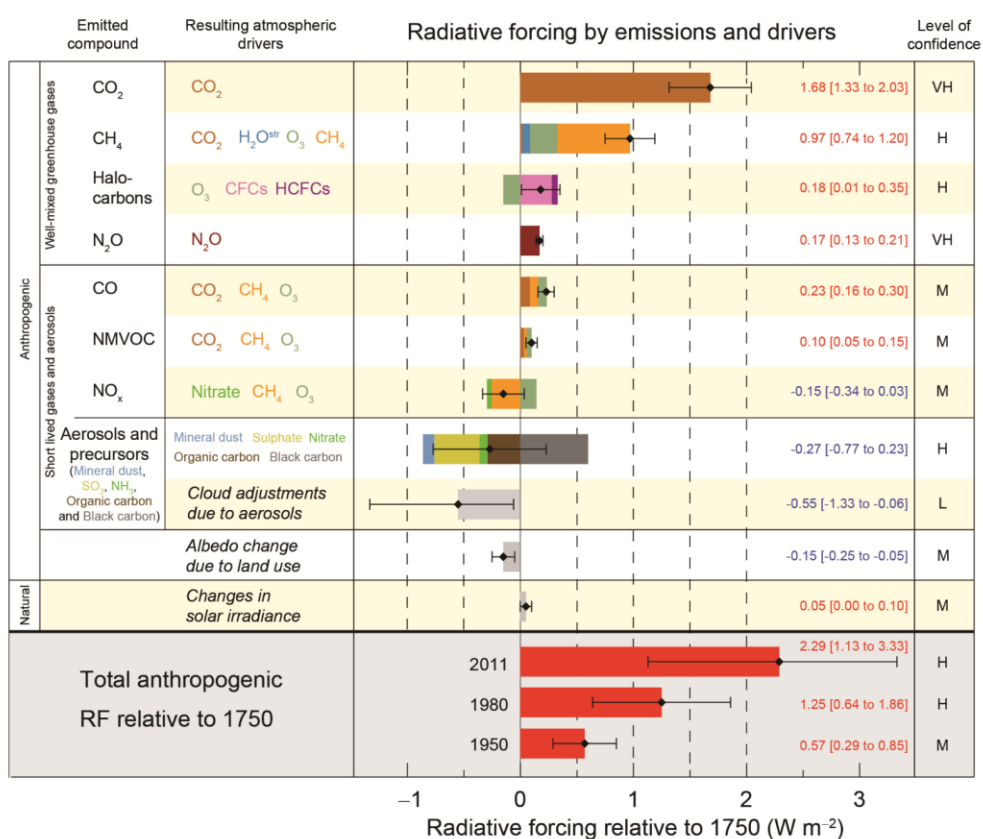 Emitted compound
Resulting atmospheric drivers
Radiative forcing by emissions and drivers
Level of confidence
Anthropogenic
Well-mixed greenhouse gases
CO₂
CO₂
1.68 [1.33 to 2.03]
VH
CH₄
CO₂ H₂Oˢᵗʳ O₃ CH₄
0.97 [0.74 to 1.20]
H
Halo-
carbons
O₃ CFCs HCFCs
0.18 [0.01 to 0.35]
H
N₂O
N₂O
0.17 [0.13 to 0.21]
VH
Short lived gases and aerosols
CO
CO₂ CH₄ O₃
0.23 [0.16 to 0.30]
M
NMVOC
CO₂ CH₄ O₃
0.10 [0.05 to 0.15]
M
NOₓ
Nitrate CH₄ O₃
-0.15 [-0.34 to 0.03]
M
Aerosols and
precursors
(Mineral dust,
SO₂, NH₃,
Organic carbon
and Black carbon)
Mineral dust Sulphate Nitrate
Organic carbon Black carbon
-0.27 [-0.77 to 0.23]
H
Cloud adjustments
due to aerosols
-0.55 [-1.33 to -0.06]
L
Albedo change
due to land use
-0.15 [-0.25 to -0.05]
M
Natural
Changes in
solar irradiance
0.05 [0.00 to 0.10]
M
Total anthropogenic
RF relative to 1750
2011
2.29 [1.13 to 3.33]
H
1980
1.25 [0.64 to 1.86]
H
1950
0.57 [0.29 to 0.85]
M
−1 0 1 2 3
Radiative forcing relative to 1750 (W m⁻²)